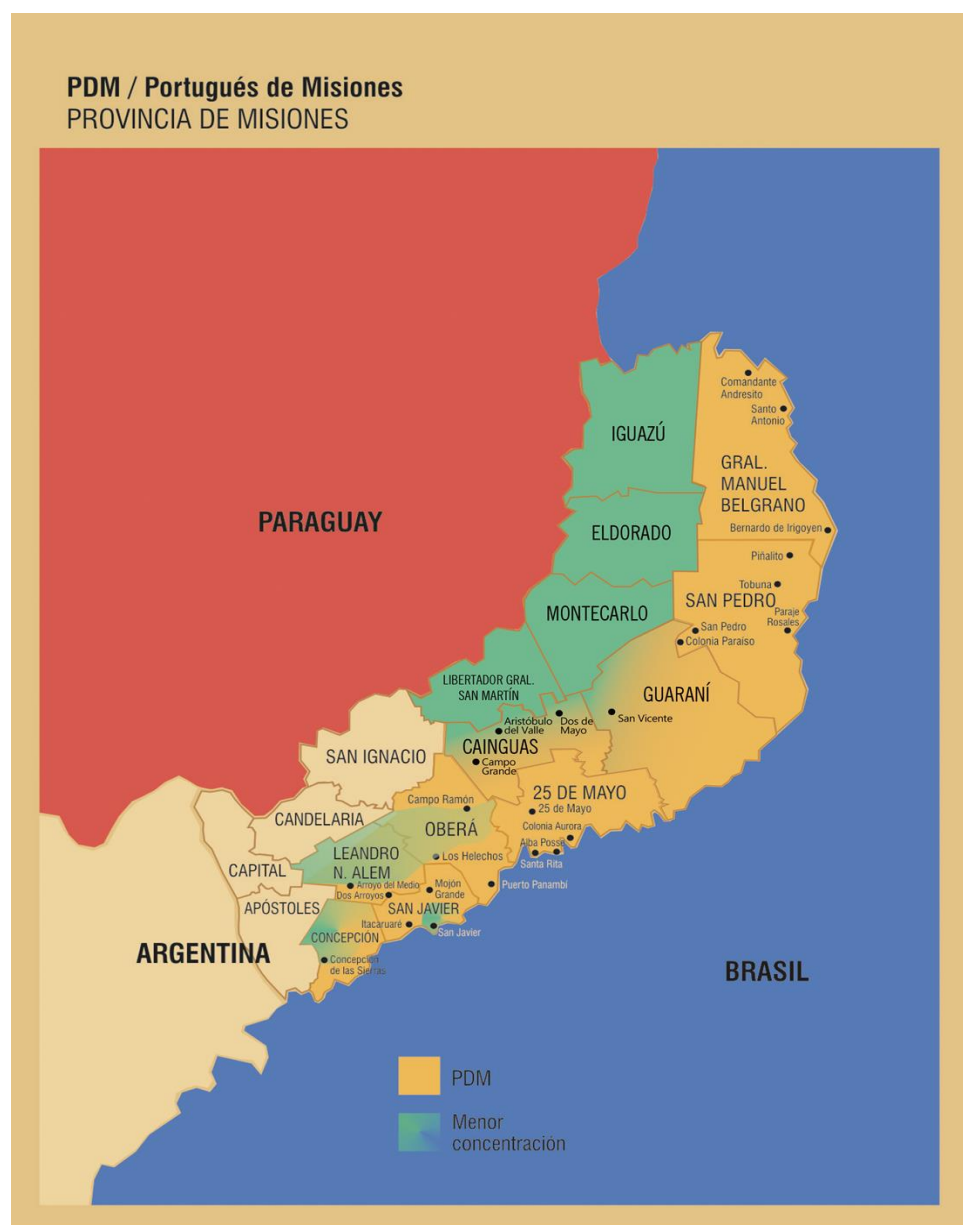 PDM / Portugués de Misiones
PROVINCIA DE MISIONES
Comandante
Andresito
Santo
Antonio
IGUAZÚ
GRAL.
MANUEL
BELGRANO
PARAGUAY
Bernardo de Irigoyen
ELDORADO
Piñalito
Tobuna
SAN PEDRO
MONTECARLO
Paraje
Rosales
San Pedro
Colonia Paraíso
LIBERTADOR GRAL.
SAN MARTÍN
GUARANÍ
Aristóbulo
del Valle
Dos de
Mayo
San Vicente
CAINGUAS
SAN IGNACIO
Campo
Grande
25 DE MAYO
Campo Ramón
25 de Mayo
CANDELARIA
OBERÁ
Colonia Aurora
Alba Posse
LEANDRO
N. ALEM
Los Helechos
Santa Rita
CAPITAL
Arroyo del Medio
Mojón
Grande
Puerto Panambí
Dos Arroyos
APÓSTOLES
SAN JAVIER
Itacaruaré
San Javier
CONCEPCIÓN
ARGENTINA
Concepción
de las Sierras
BRASIL
PDM
Menor
concentración